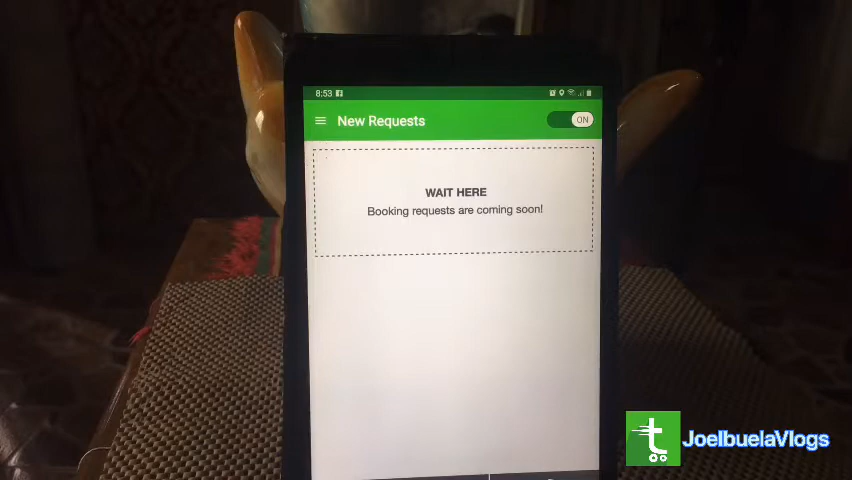 8:53
New Requests
ON
WAIT HERE
Booking requests are coming soon!
t
JoelbuelaVlogs